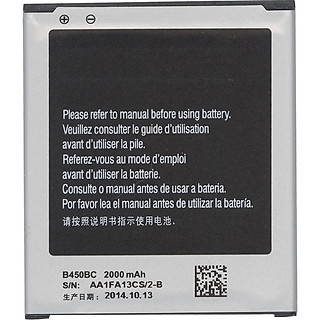 Please refer to manual before using battery.
Veuillez consulter le guide d'utilisation
avant d'utiliser la pile.
Referez-vous au mode d'emploi
avant d'utiliser la batterie.
Consulte o manual antes de usar a bateria.
Por favor lea el manual antes de utilizar la bateria.
请按照说明书指示使用电池。
B450BC 2000 mAh
S/N: AA1FA13CS/2-B
生产日期: 2014.10.13